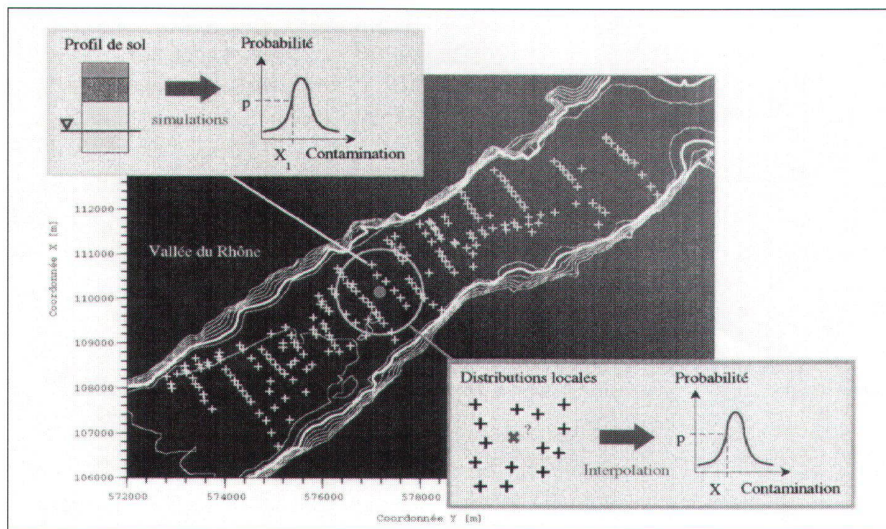 Profil de sol
Probabilité
simulations
p
X1
Contamination
112000
111000
110000
109000
108000
107000
106000
Coordonnée X [m]
Vallée du Rhône
Distributions locales
Probabilité
?
p
Interpolation
X
Contamination
572000
574000
576000
578000
Coordonnée Y [m]